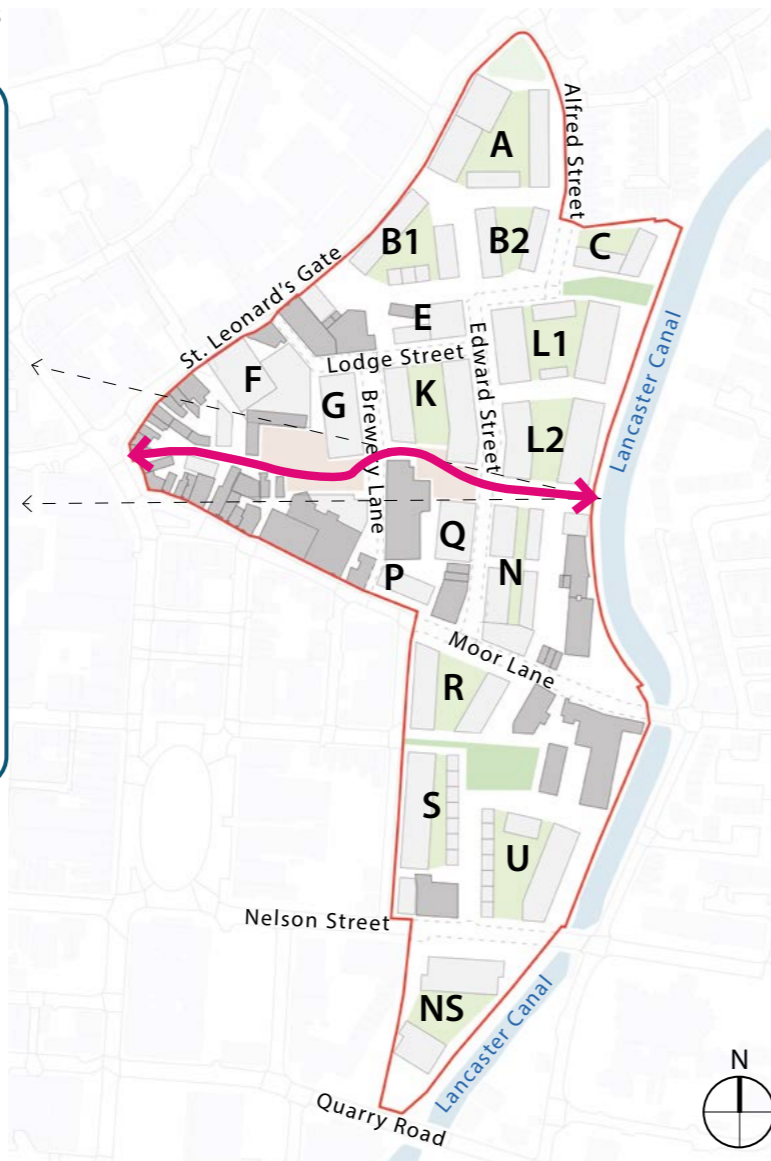 Alfred Street
A
B1
B2
C
St. Leonard's Gate
E
Edward Street
L1
Lodge Street
F
G
Brewery Lane
K
L2
Lancaster Canal
Q
P
N
Moor Lane
R
S
U
Nelson Street
NS
Lancaster Canal
Quarry Road
N